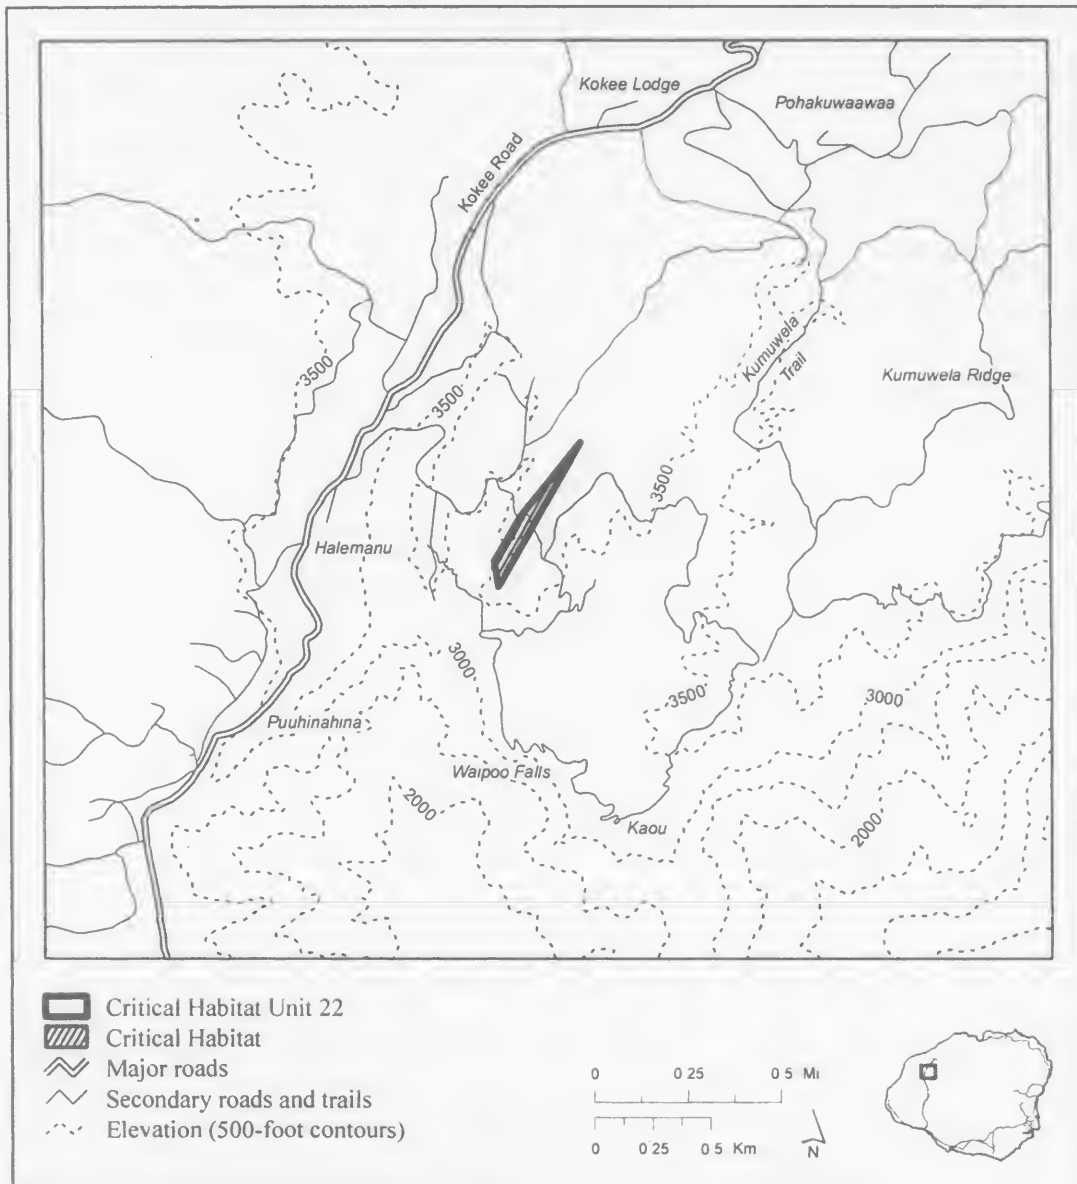 Kokee Lodge
Pohakuwaawaa
Kokee Road
3500
Kumuwela
Trail
Kumuwela Ridge
3500
3500
Halemanu
3000
3500
3000
Puuhinahina
Waipoo Falls
2000
Kaou
2000
Critical Habitat Unit 22
Critical Habitat
Major roads
Secondary roads and trails
Elevation (500-foot contours)
0 0 25 0 5 Mi
0 0 25 0 5 Km
N